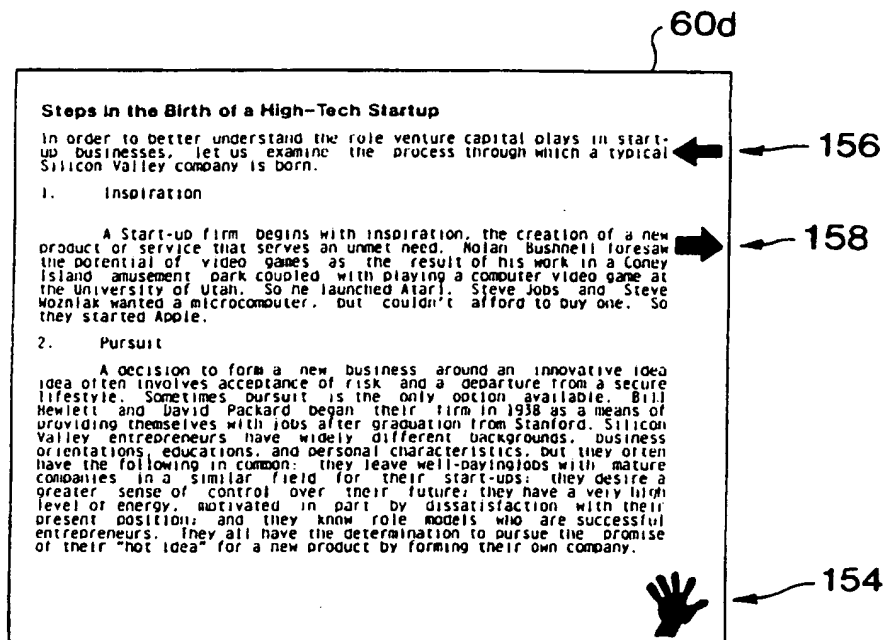 60d
Steps in the Birth of a High-Tech Startup
In order to better understand the role venture capital plays in start-
up businesses, let us examine the process through which a typical
Silicon Valley company is born.
156
1. Inspiration
A Start-up firm begins with inspiration, the creation of a new
product or service that serves an unmet need. Nolan Bushnell foresaw
the potential of video games as the result of his work in a Coney
Island amusement park coupled with playing a computer video game at
the University of Utah. So he launched Atari. Steve Jobs and Steve
Wozniak wanted a microcomputer, but couldn't afford to buy one. So
they started Apple.
158
2. Pursuit
A decision to form a new business around an innovative idea
idea often involves acceptance of risk and a departure from a secure
lifestyle. Sometimes pursuit is the only option available. Bill
Hewlett and David Packard began their firm in 1938 as a means of
providing themselves with jobs after graduation from Stanford. Silicon
Valley entrepreneurs have widely different backgrounds, business
orientations, educations, and personal characteristics, but they often
have the following in common: they leave well-payingjobs with mature
companies in a similar field for their start-ups; they desire a
greater sense of control over their future; they have a very high
level of energy, motivated in part by dissatisfaction with their
present position; and they know role models who are successful
entrepreneurs. They all have the determination to pursue the promise
of their "hot idea" for a new product by forming their own company.
154